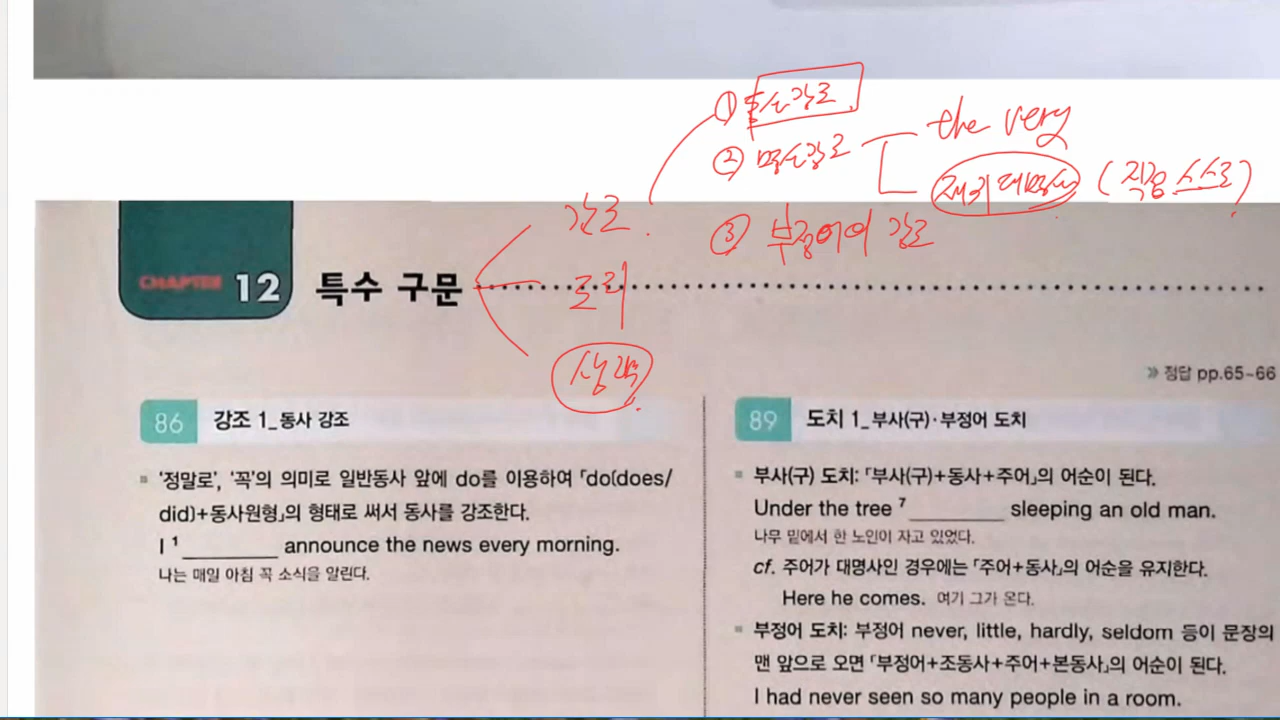 ① 동사강조
② 명사강조
the very
재귀대명사 (직접 스스로)
③ 부정어의 강조
강조
도치
생략
CHAPTER 12 특수 구문
» 정답 pp.65~66
86 강조 1_동사 강조
'정말로', '꼭'의 의미로 일반동사 앞에 do를 이용하여 「do(does/
did)+동사원형」의 형태로 써서 동사를 강조한다.
I ¹ ________ announce the news every morning.
나는 매일 아침 꼭 소식을 알린다.
89 도치 1_부사(구)·부정어 도치
부사(구) 도치: 「부사(구)+동사+주어」의 어순이 된다.
Under the tree ⁷ ________ sleeping an old man.
나무 밑에서 한 노인이 자고 있었다.
cf. 주어가 대명사인 경우에는 「주어+동사」의 어순을 유지한다.
Here he comes. 여기 그가 온다.
부정어 도치: 부정어 never, little, hardly, seldom 등이 문장의
맨 앞으로 오면 「부정어+조동사+주어+본동사」의 어순이 된다.
I had never seen so many people in a room.